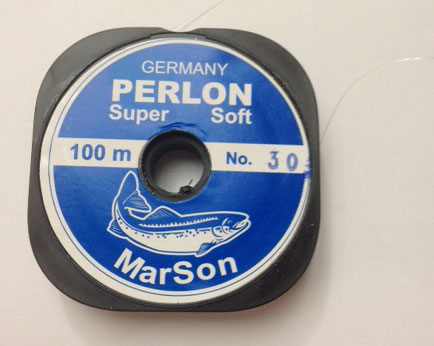 GERMANY
PERLON
Super Soft
100 m No. 30
MarSon